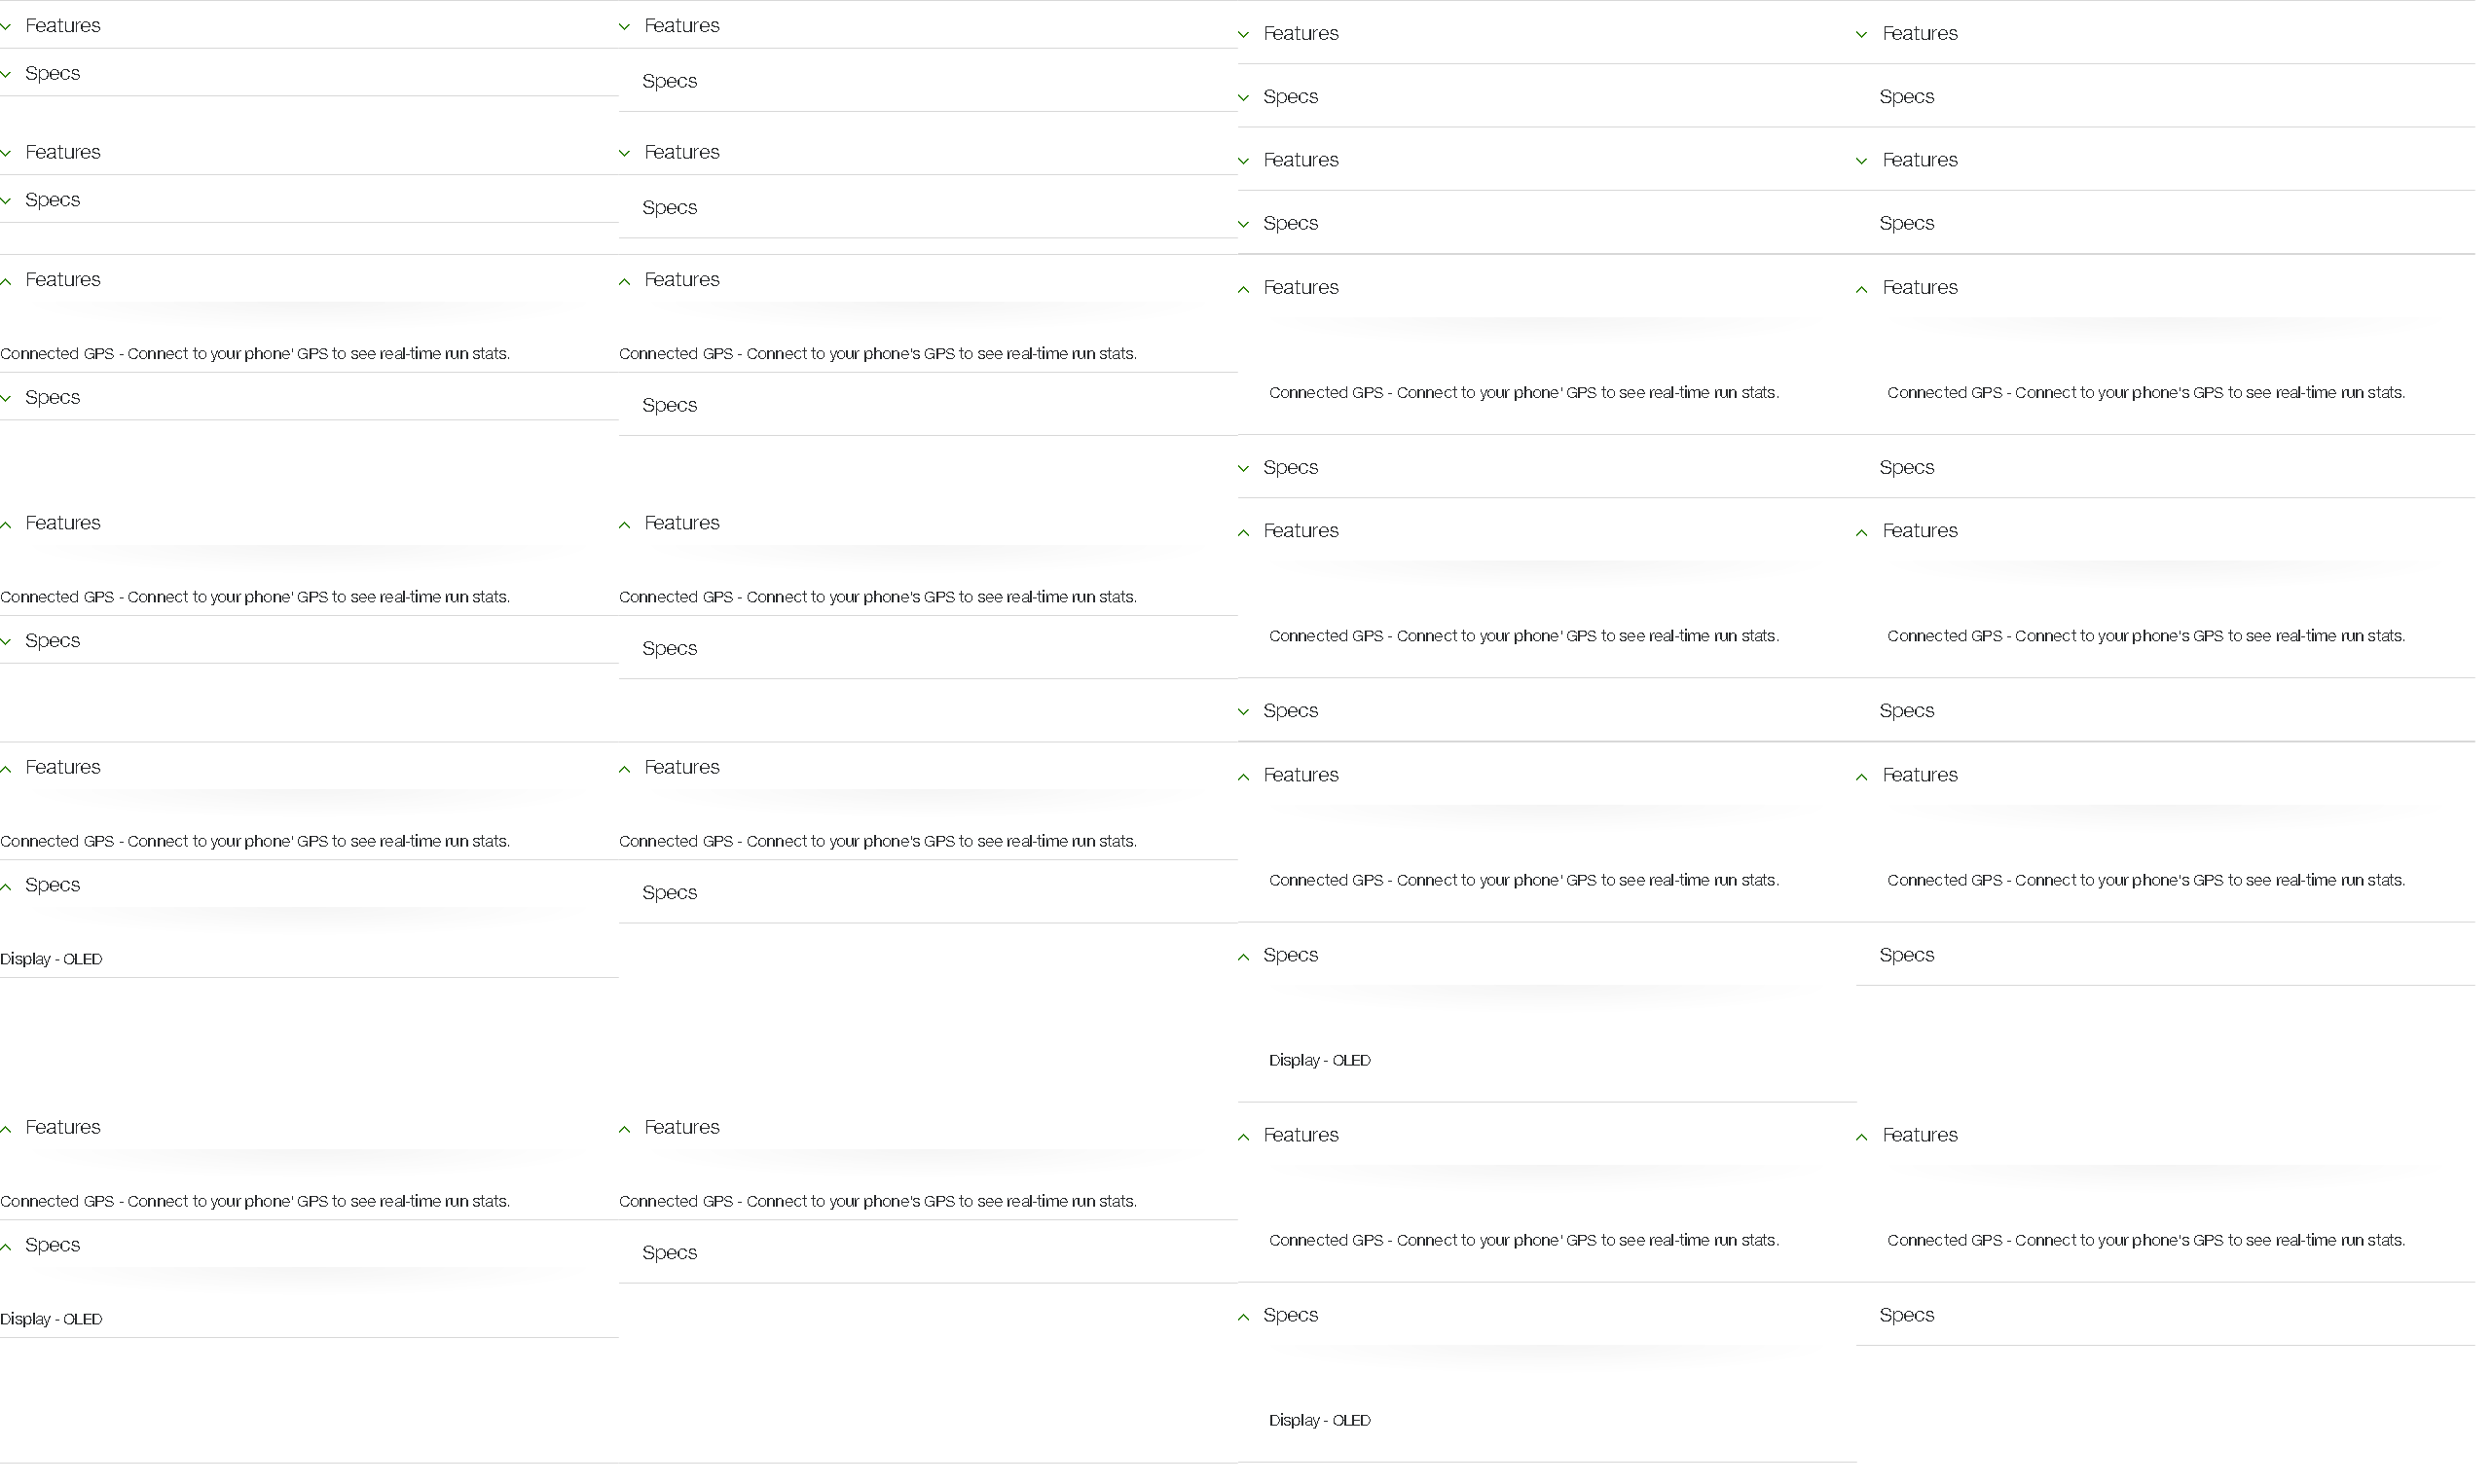 Features
Features
Features
Features
Specs
Specs
Specs
Specs
Features
Features
Features
Features
Specs
Specs
Specs
Specs
Features
Features
Features
Features
Connected GPS - Connect to your phone' GPS to see real-time run stats.
Connected GPS - Connect to your phone's GPS to see real-time run stats.
Connected GPS - Connect to your phone' GPS to see real-time run stats.
Connected GPS - Connect to your phone's GPS to see real-time run stats.
Specs
Specs
Specs
Specs
Features
Features
Features
Features
Connected GPS - Connect to your phone' GPS to see real-time run stats.
Connected GPS - Connect to your phone's GPS to see real-time run stats.
Connected GPS - Connect to your phone' GPS to see real-time run stats.
Connected GPS - Connect to your phone's GPS to see real-time run stats.
Specs
Specs
Specs
Specs
Features
Features
Features
Features
Connected GPS - Connect to your phone' GPS to see real-time run stats.
Connected GPS - Connect to your phone's GPS to see real-time run stats.
Connected GPS - Connect to your phone' GPS to see real-time run stats.
Connected GPS - Connect to your phone's GPS to see real-time run stats.
Specs
Specs
Specs
Specs
Display - OLED
Display - OLED
Features
Features
Features
Features
Connected GPS - Connect to your phone' GPS to see real-time run stats.
Connected GPS - Connect to your phone's GPS to see real-time run stats.
Connected GPS - Connect to your phone' GPS to see real-time run stats.
Connected GPS - Connect to your phone's GPS to see real-time run stats.
Specs
Specs
Specs
Specs
Display - OLED
Display - OLED